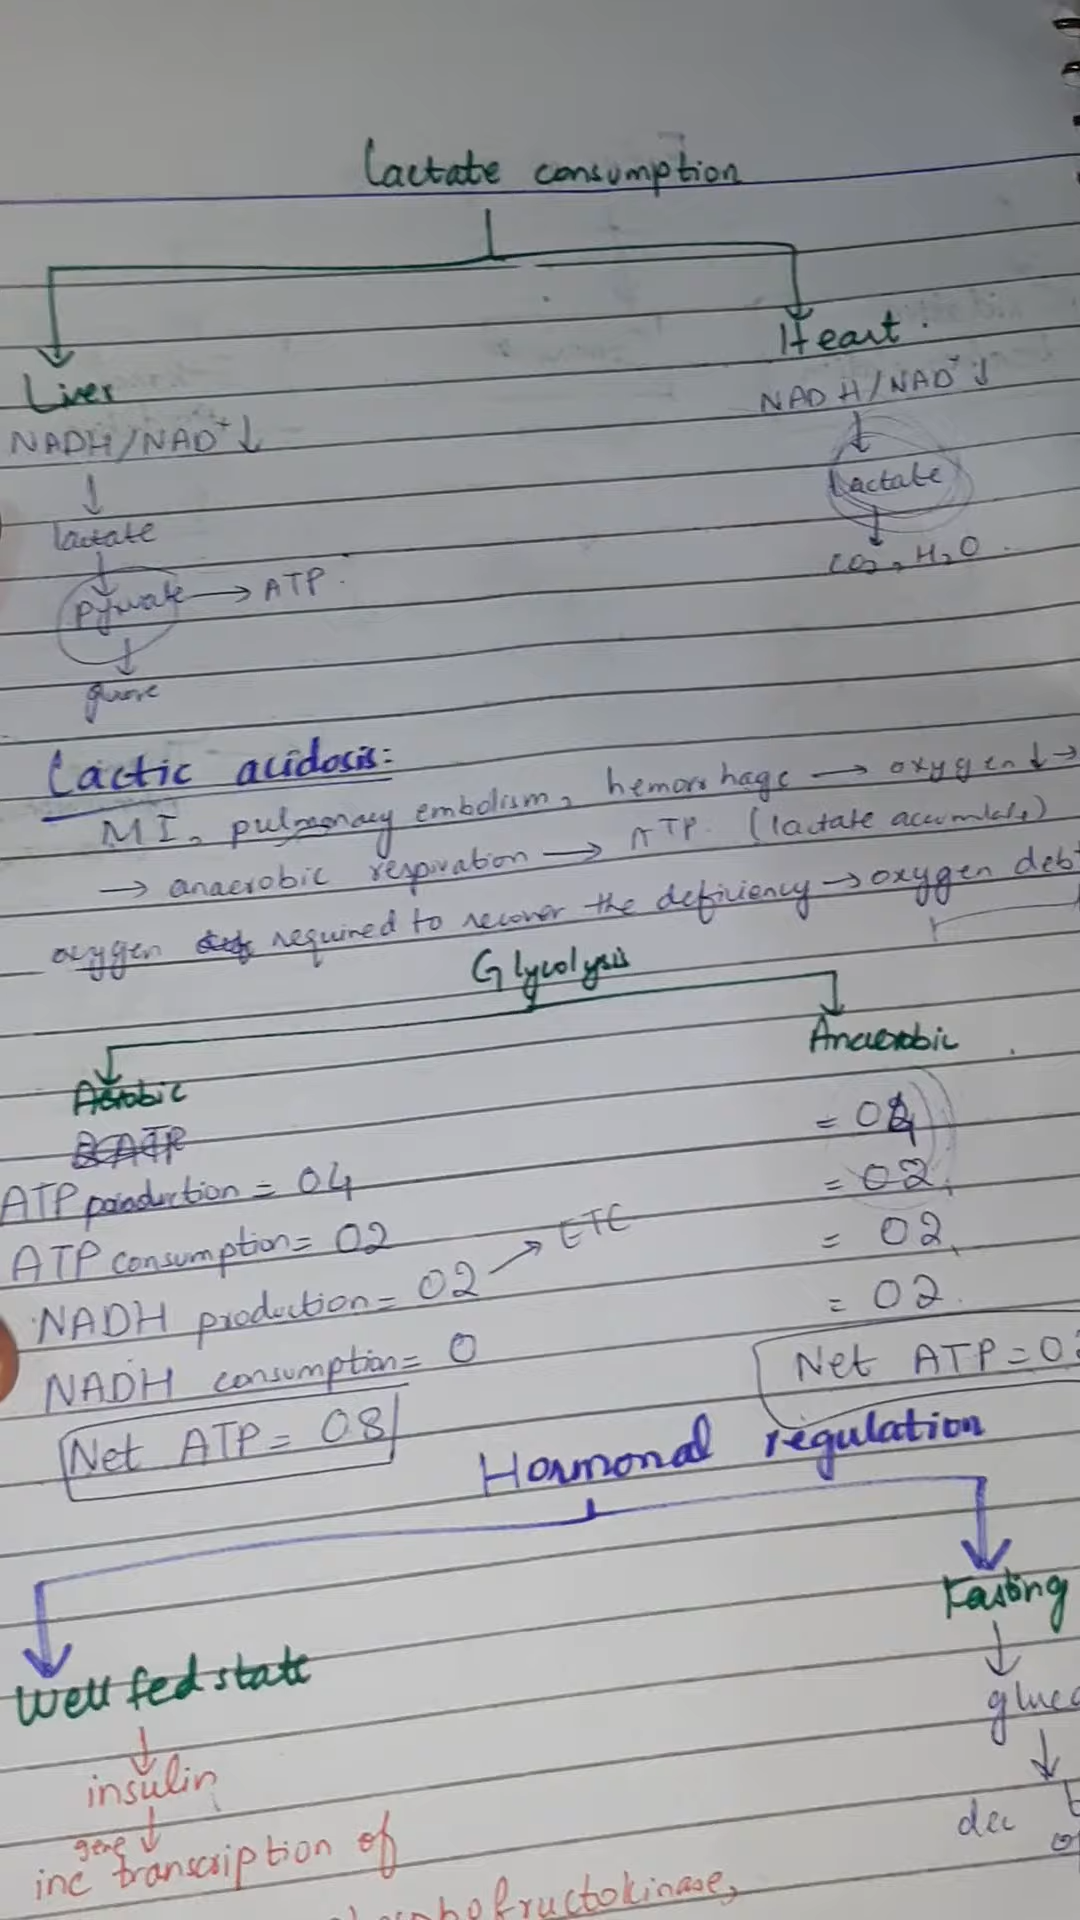 Lactate consumption
Liver
NADH/NAD⁺ ↓
↓
lactate
↓
Pyruvate → ATP
↓
Heart.
NADH/NAD⁺ ↓
↓
Lactate
↓
CO₂, H₂O
Lactic acidosis:-
MI, pulmonary embolism, hemorrhage → oxygen ↓ →
→ anaerobic respiration → ATP (lactate accumulate)
oxygen required to recover the deficiency → oxygen debt
Glycolysis
Aerobic
ATP production = 04
ATP consumption = 02
NADH production = 02 → ETC
NADH consumption = 0
Net ATP = 08
Anaerobic
= 04
= 02
= 02
= 02
Net ATP = 02
Hormonal regulation
Well fed state
↓
insulin
gene ↓
inc transcription of
phosphofructokinase,
Fasting
↓
gluca
↓
dec